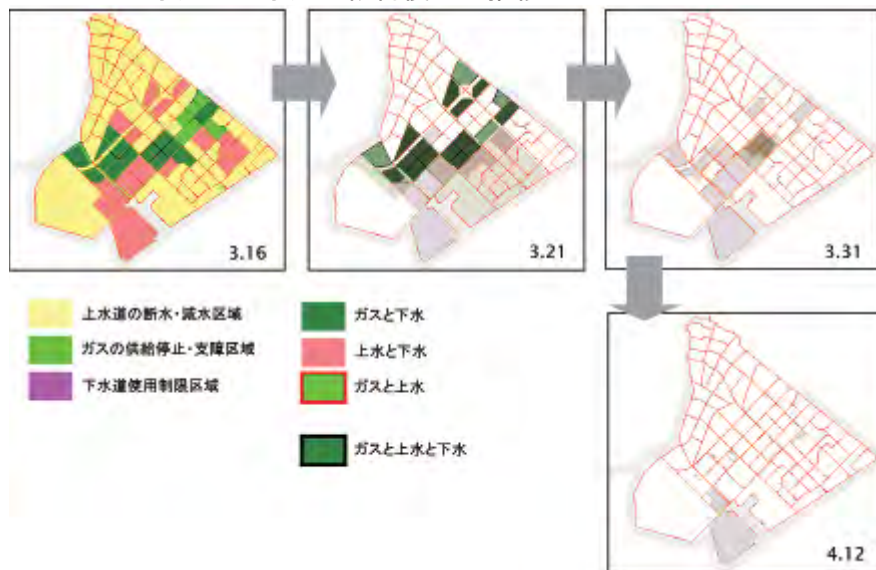 3.16
3.21
3.31
上水道の断水・減水区域
ガスの供給停止・支障区域
下水道使用制限区域
ガスと下水
上水と下水
ガスと上水
ガスと上水と下水
4.12